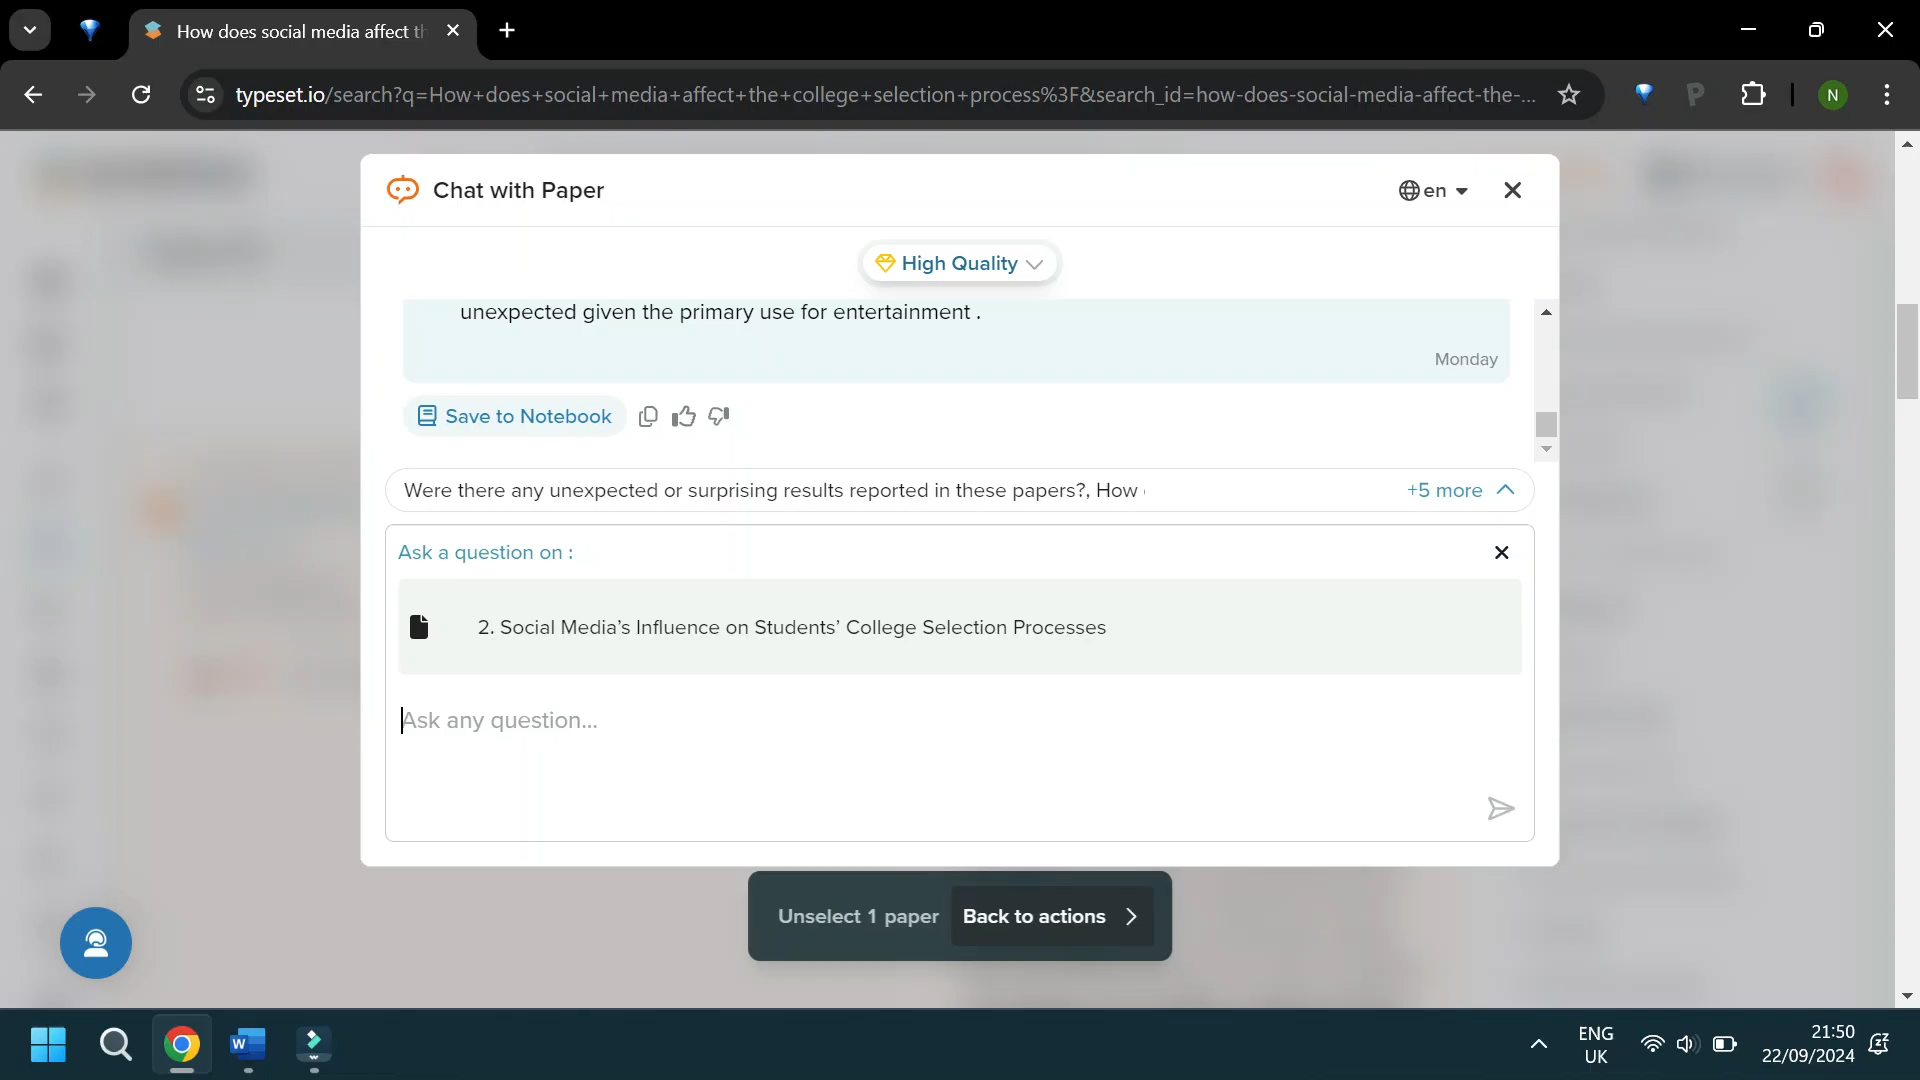 How does social media affect th
typeset.io/search?q=How+does+social+media+affect+the+college+selection+process%3F&search_id=how-does-social-media-affect-the-...
N
Chat with Paper
en
High Quality
unexpected given the primary use for entertainment .
Monday
Save to Notebook
Were there any unexpected or surprising results reported in these papers?, How
+5 more
Ask a question on :
2. Social Media’s Influence on Students’ College Selection Processes
Ask any question...
Unselect 1 paper
Back to actions
W
ENG
UK
21:50
22/09/2024